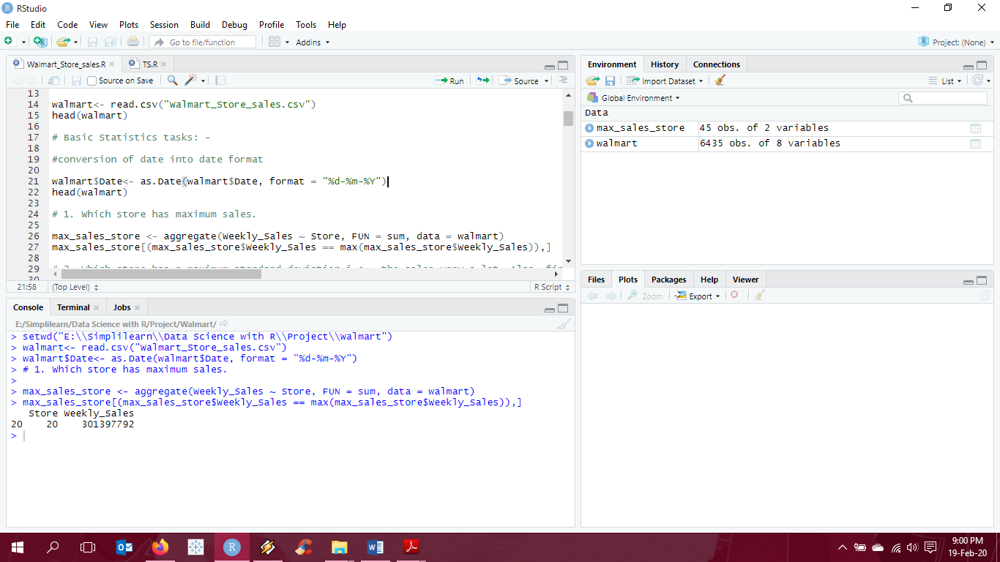 RStudio
File Edit Code View Plots Session Build Debug Profile Tools Help
Go to file/function Addins Project: (None)
Walmart_Store_sales.R TS.R
Source on Save Run Source
13
14 walmart<- read.csv("Walmart_Store_sales.csv")
15 head(walmart)
16
17 # Basic Statistics tasks: -
18
19 #conversion of date into date format
20
21 walmart$Date<- as.Date(walmart$Date, format = "%d-%m-%Y")
22 head(walmart)
23
24 # 1. Which store has maximum sales.
25
26 max_sales_store <- aggregate(Weekly_Sales ~ Store, FUN = sum, data = walmart)
27 max_sales_store[(max_sales_store$Weekly_Sales == max(max_sales_store$Weekly_Sales)),]
28
29
30
21:58 (Top Level) R Script
Console Terminal Jobs
E:/Simplilearn/Data Science with R/Project/Walmart/
> setwd("E:\\Simplilearn\\Data Science with R\\Project\\Walmart")
> walmart<- read.csv("Walmart_Store_sales.csv")
> walmart$Date<- as.Date(walmart$Date, format = "%d-%m-%Y")
> # 1. Which store has maximum sales.
>
> max_sales_store <- aggregate(Weekly_Sales ~ Store, FUN = sum, data = walmart)
> max_sales_store[(max_sales_store$Weekly_Sales == max(max_sales_store$Weekly_Sales)),]
Store Weekly_Sales
20 20 301397792
>
Environment History Connections
Import Dataset List
Global Environment
Data
max_sales_store 45 obs. of 2 variables
walmart 6435 obs. of 8 variables
Files Plots Packages Help Viewer
Zoom Export
9:00 PM
19-Feb-20